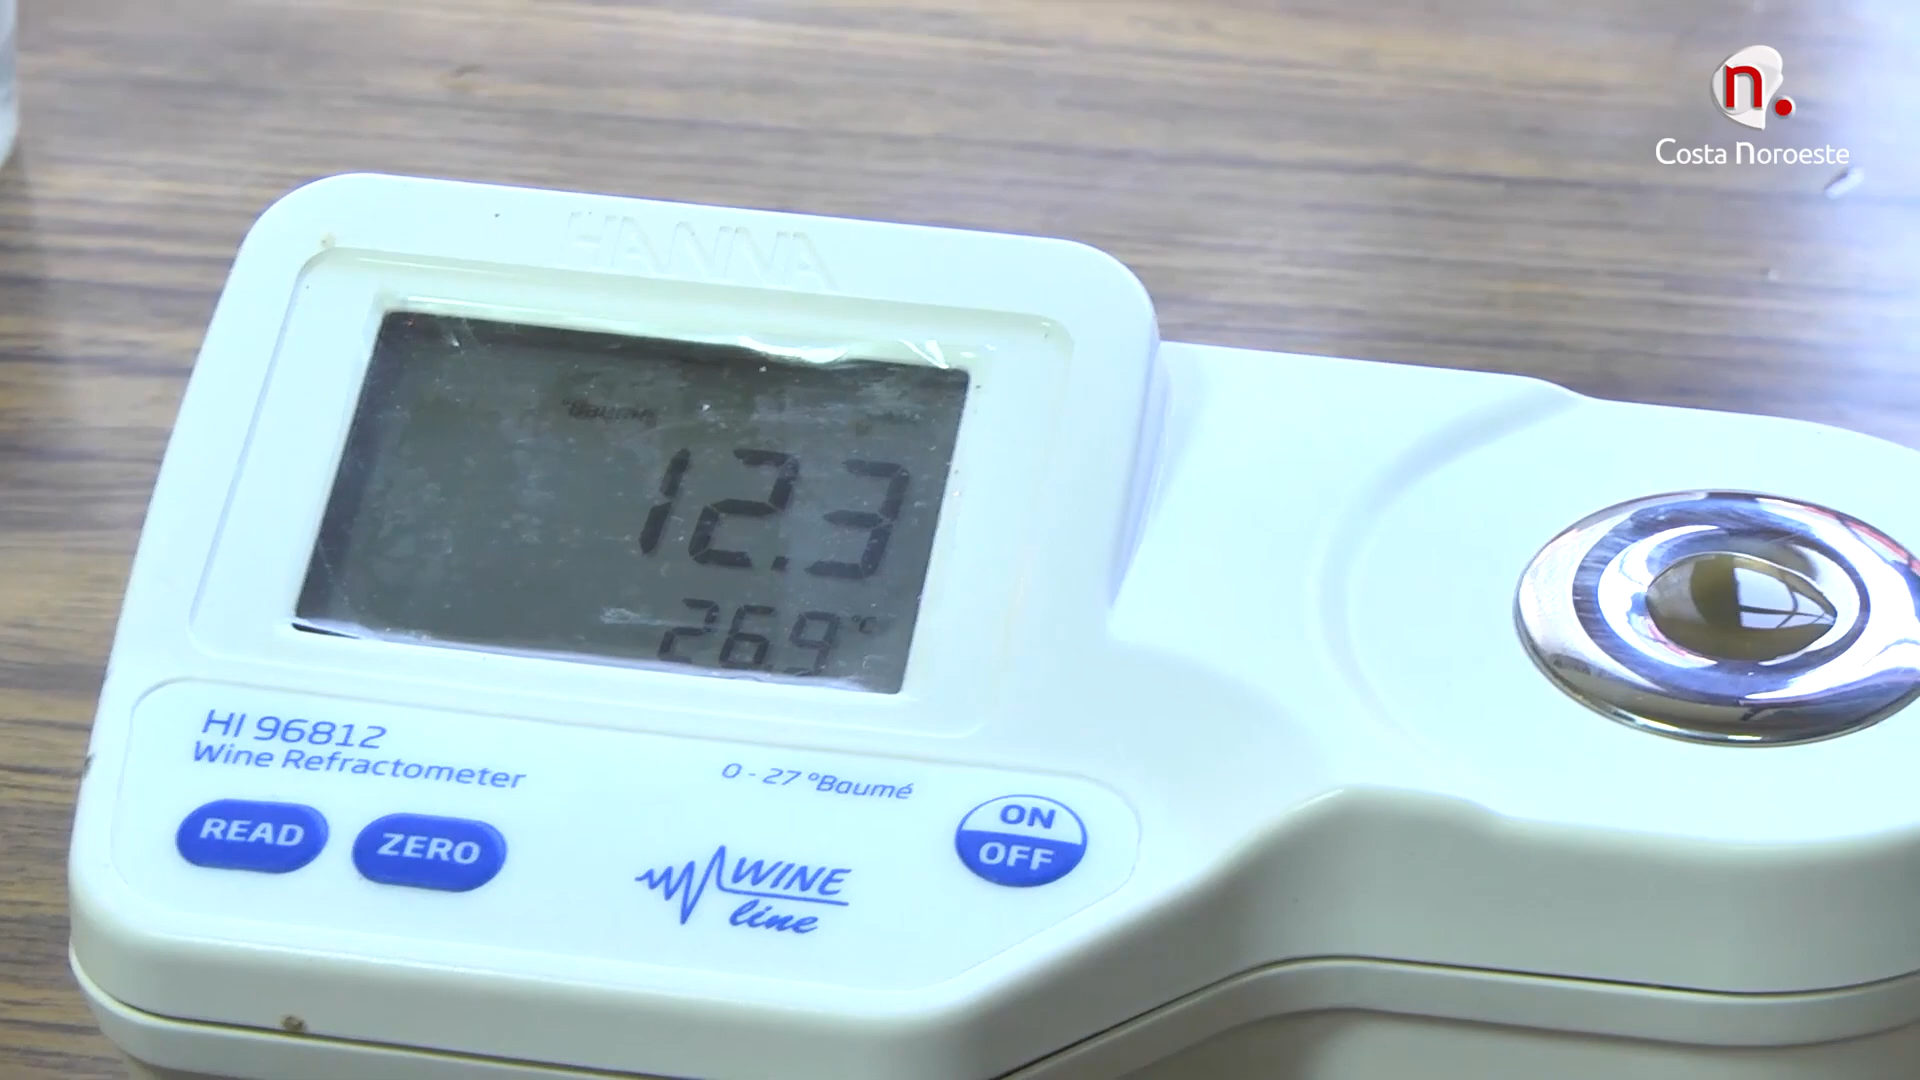 n.
Costa Noroeste
HANNA
12.3
26.9 °C
HI 96812
Wine Refractometer
0 - 27 °Baumé
READ
ZERO
WINE
line
ON
OFF